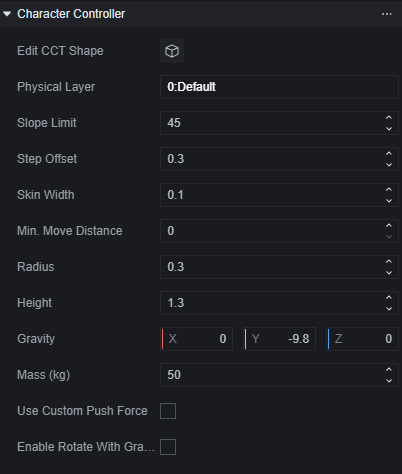 Character Controller ...
Edit CCT Shape
Physical Layer 0:Default
Slope Limit 45
Step Offset 0.3
Skin Width 0.1
Min. Move Distance 0
Radius 0.3
Height 1.3
Gravity X 0 Y -9.8 Z 0
Mass (kg) 50
Use Custom Push Force
Enable Rotate With Gra...